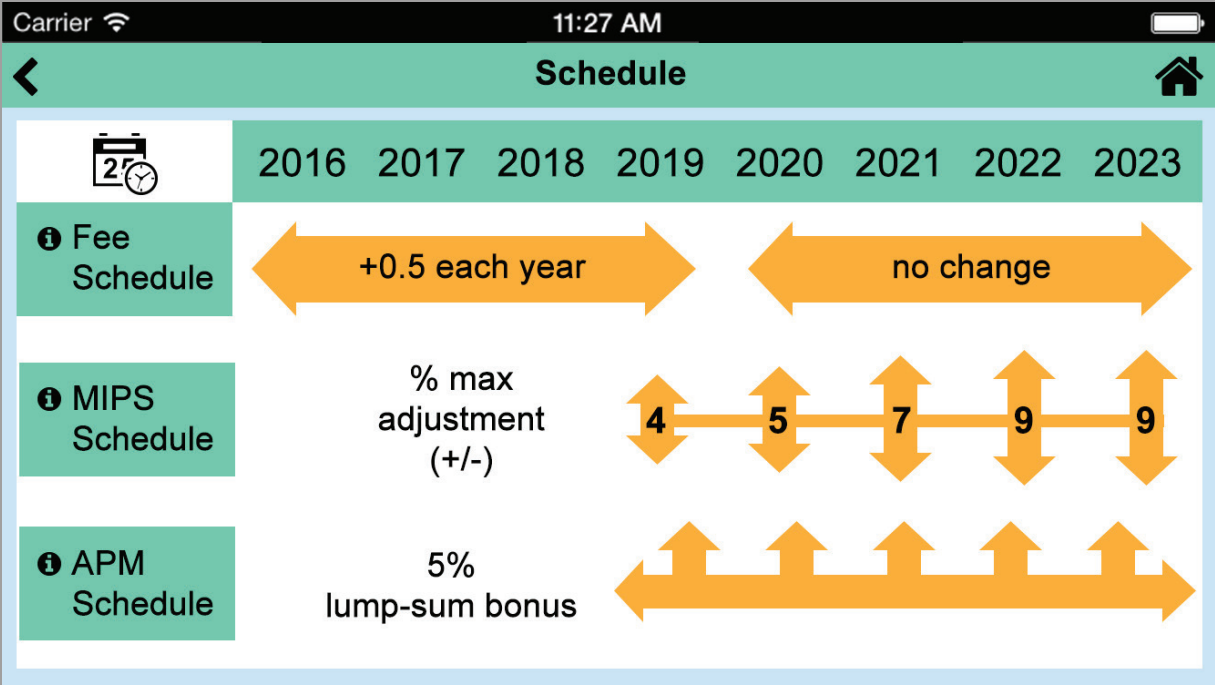 Carrier 11:27 AM
Schedule
25
2016 2017 2018 2019 2020 2021 2022 2023
Fee
Schedule
+0.5 each year
no change
MIPS
Schedule
% max
adjustment
(+/-)
4 5 7 9 9
APM
Schedule
5%
lump-sum bonus